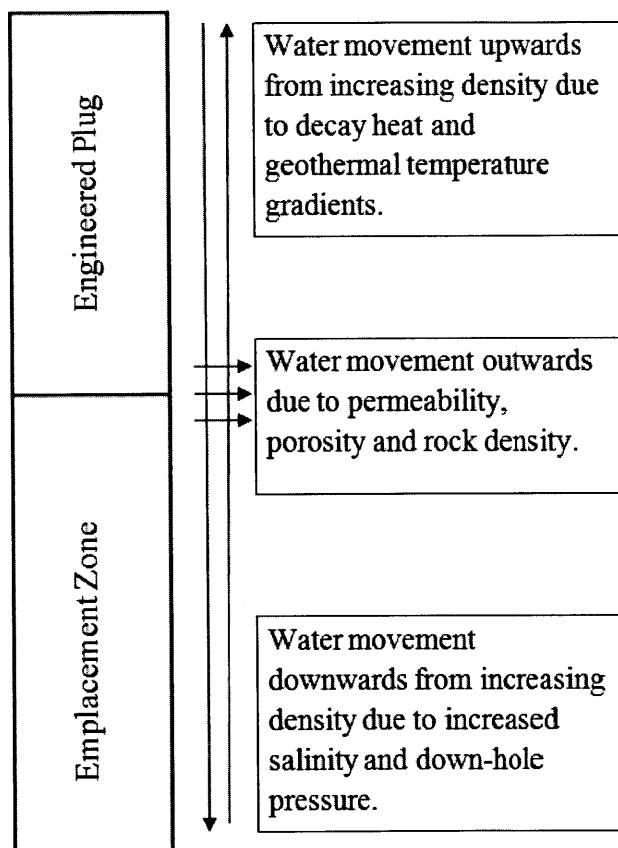 Engineered Plug
Water movement upwards
from increasing density due
to decay heat and
geothermal temperature
gradients.
Water movement outwards
due to permeability,
porosity and rock density.
Emplacement Zone
Water movement
downwards from increasing
density due to increased
salinity and down-hole
pressure.